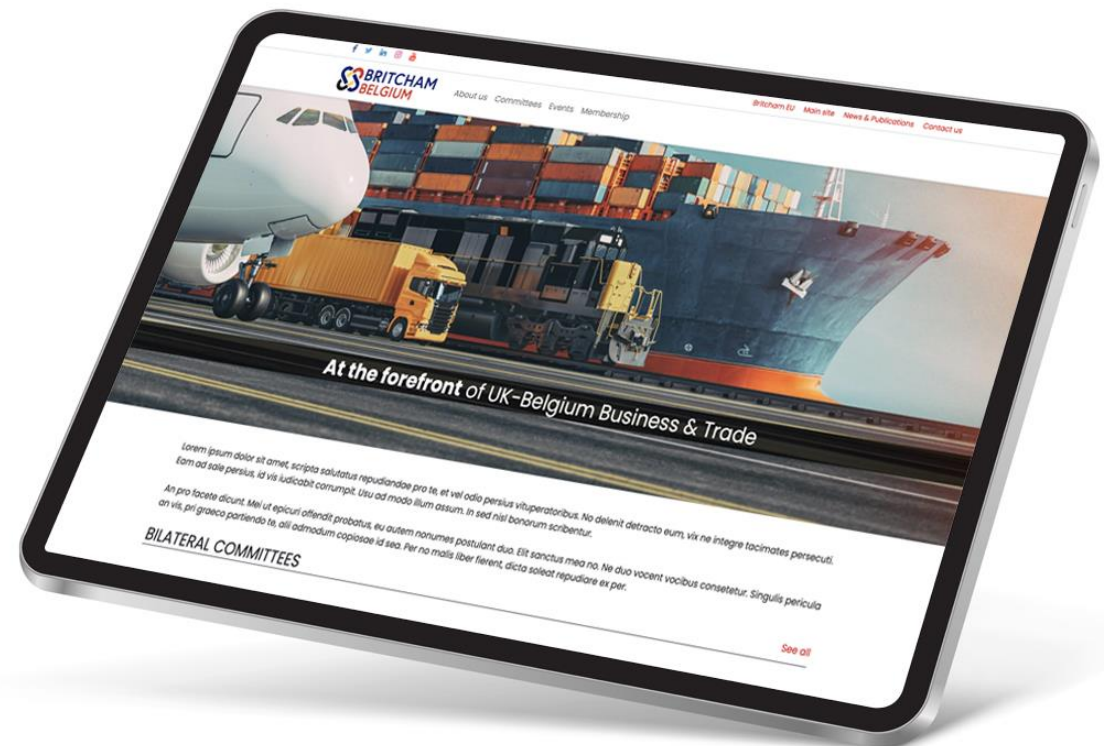 BRITCHAM
BELGIUM
About us Committees Events Membership
Britcham EU Main site News & Publications Contact us
At the forefront of UK-Belgium Business & Trade
Lorem ipsum dolor sit amet, scripta salutatus repudiandae pro te, et vel odio persius vituperatoribus. No delenit detracto eum, vix ne integre tacimates persecuti.
Eam ad sale persius, id vis iudicabit corrumpit. Usu ad modo illum assum. In sed nisl bonorum scribentur.
An pro facete dicunt. Mei ut epicuri offendit probatus, eu autem nonumes postulant duo. Elit sanctus mea no. Ne duo vocent vocibus consetetur. Singulis pericula
an vis, pri graeco partiendo te, alii admodum copiosae id sea. Per no malis liber fierent, dicta soleat repudiare ex per.
BILATERAL COMMITTEES
See all